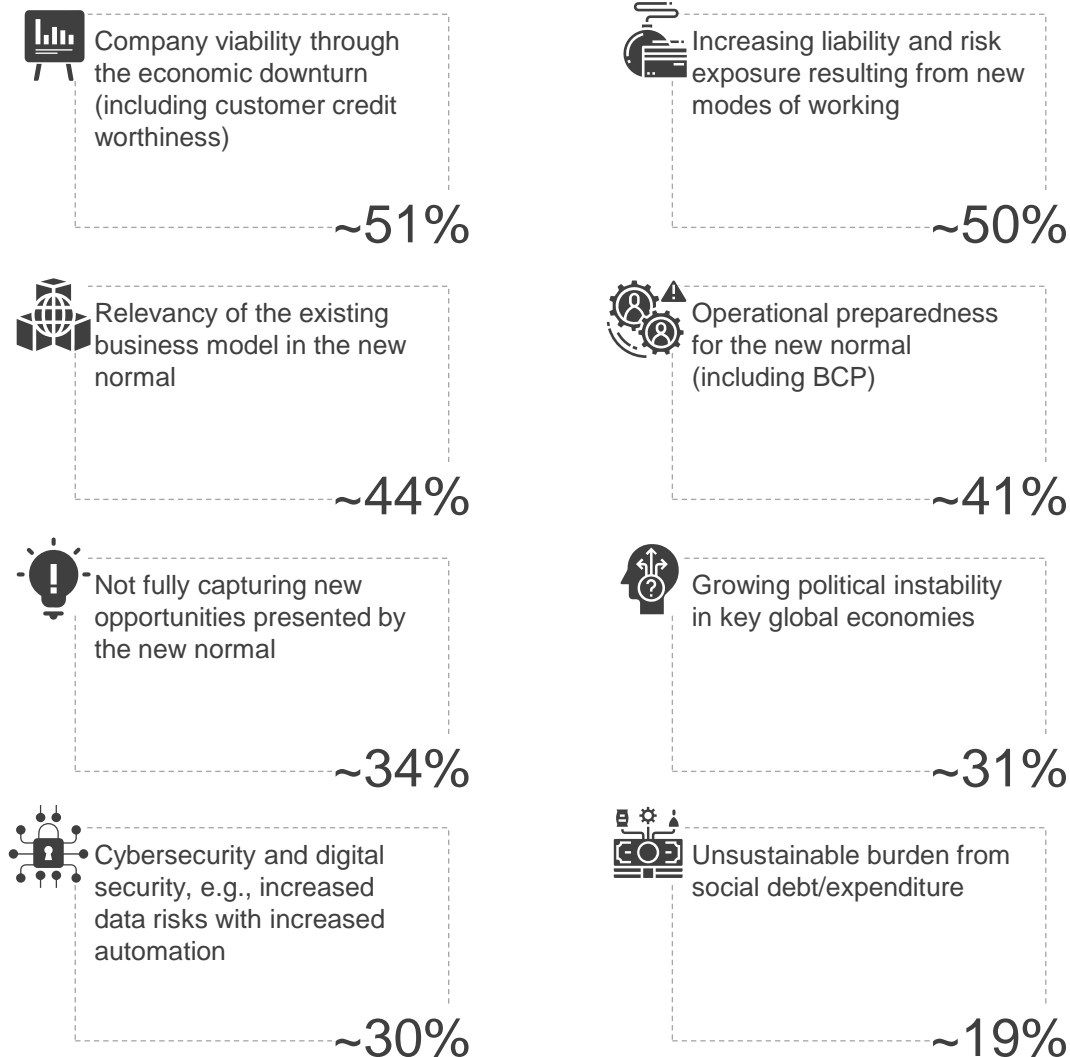 Company viability through
the economic downturn
(including customer credit
worthiness)
~51%
Increasing liability and risk
exposure resulting from new
modes of working
~50%
Relevancy of the existing
business model in the new
normal
~44%
Operational preparedness
for the new normal
(including BCP)
~41%
Not fully capturing new
opportunities presented by
the new normal
~34%
Growing political instability
in key global economies
~31%
Cybersecurity and digital
security, e.g., increased
data risks with increased
automation
~30%
Unsustainable burden from
social debt/expenditure
~19%